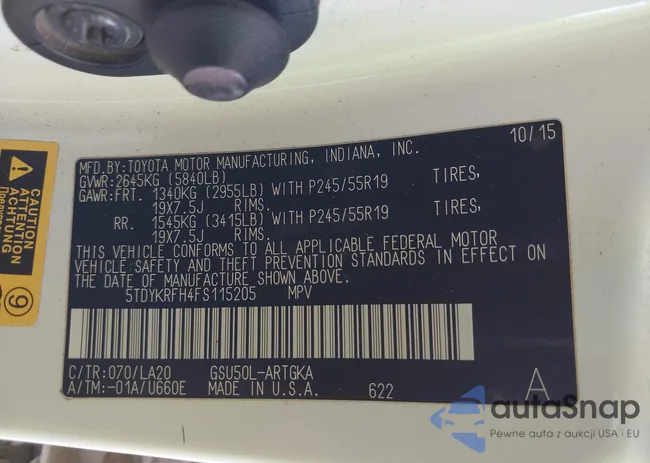 10/15
MFD.BY:TOYOTA MOTOR MANUFACTURING, INDIANA, INC.
GVWR:2645KG (5840LB)
GAWR:FRT. 1340KG (2955LB) WITH P245/55R19 TIRES,
19X7.5J RIMS.
RR. 1545KG (3415LB) WITH P245/55R19 TIRES,
19X7.5J RIMS.
THIS VEHICLE CONFORMS TO ALL APPLICABLE FEDERAL MOTOR
VEHICLE SAFETY AND THEFT PREVENTION STANDARDS IN EFFECT ON
THE DATE OF MANUFACTURE SHOWN ABOVE.
5TDYKRFH4FS115205 MPV
C/TR:070/LA20 GSU50L-ARTGKA
A/TM:-01A/U660E MADE IN U.S.A. 622
A
CAUTION
ATTENTION
ACHTUNG
9
autaSnap
Pewne auta z aukcji USA i EU